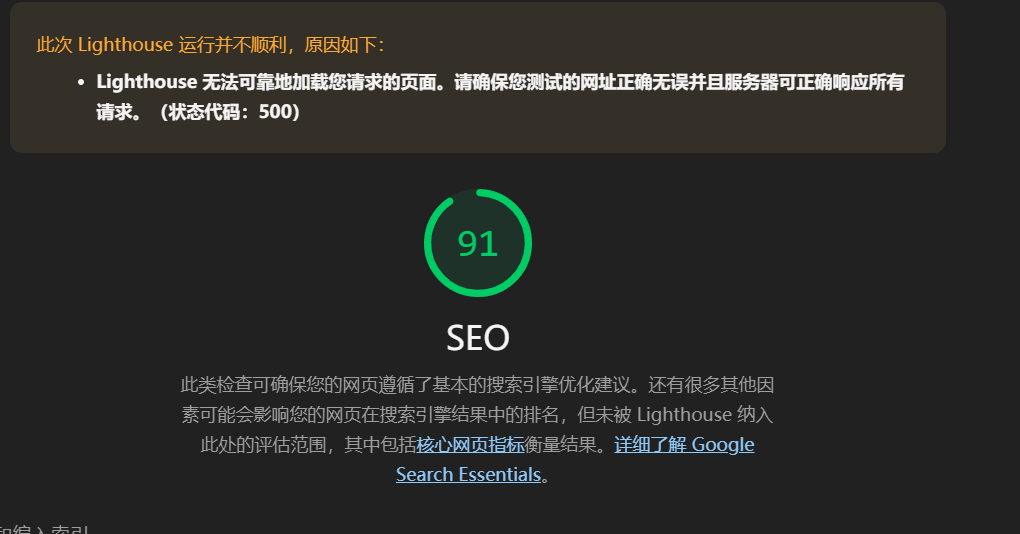 此次 Lighthouse 运行并不顺利，原因如下：
• Lighthouse 无法可靠地加载您请求的页面。请确保您测试的网址正确无误并且服务器可正确响应所有
请求。（状态代码：500）
91
SEO
此类检查可确保您的网页遵循了基本的搜索引擎优化建议。还有很多其他因
素可能会影响您的网页在搜索引擎结果中的排名，但未被 Lighthouse 纳入
此处的评估范围，其中包括核心网页指标衡量结果。详细了解 Google
Search Essentials。
编入索引